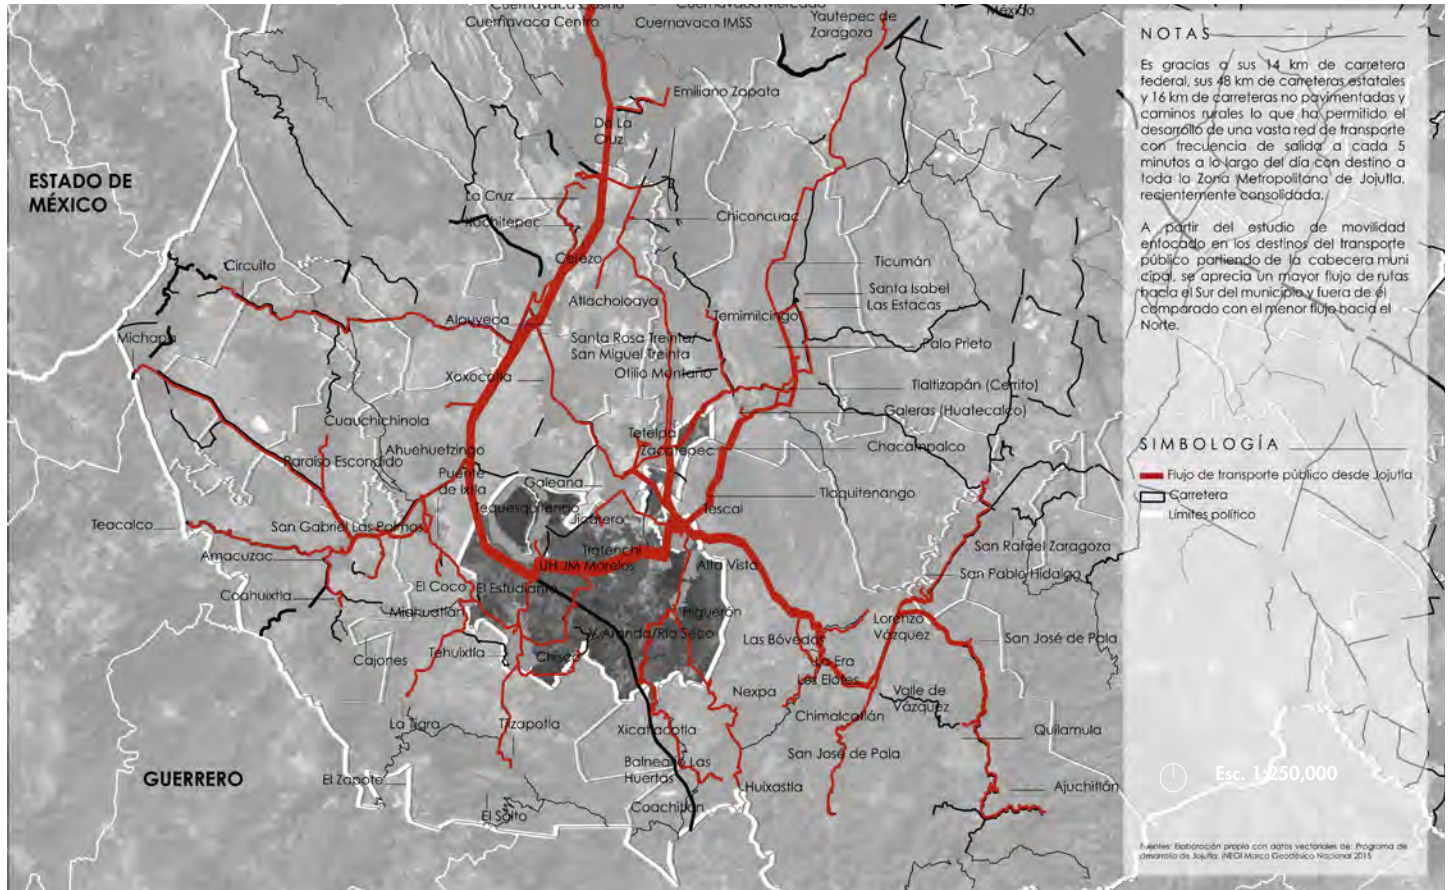 Cuernavaca Casino
Cuernavaca Mercado
Cuernavaca Centro
Cuernavaca IMSS
Yautepec de
Zaragoza
México
Emiliano Zapata
De La
Cruz
ESTADO DE
MÉXICO
La Cruz
Xochitepec
Chiconcuac
Cerezo
Circuito
Ticumán
Santa Isabel
Las Estacas
Atlacholoaya
Temimilcingo
Alpuyeca
Michapa
Santa Rosa Treinta/
San Miguel Treinta
Palo Prieto
Otilio Montaño
Xoxocotla
Tlaltizapán (Cerrito)
Galeras (Huatecalco)
Cuauchichinola
Tetelpa
Zacatepec
Chacampalco
Ahuehuetzingo
Paraíso Escondido
Puente
de Ixtla
Galeana
Tlaquitenango
Tequesquitengo
Jicarero
Tescal
Teacalco
San Gabriel Las Palmas
Amacuzac
Tlatenchi
UH JM Morelos
Alta Vista
San Rafael Zaragoza
San Pablo Hidalgo
El Coco
El Estudiante
Coahuixtla
Miahuatlán
Higuerón
Lorenzo
Vázquez
V. Aranda/Río Seco
Las Bóvedas
San José de Pala
Tehuixtla
Chisco
Cajones
La Era
Los Elotes
Nexpa
Valle de
Vázquez
Chimalcatlán
La Tigra
Tilzapotla
Xicatlacotla
Quilamula
San José de Pala
Balneario Las
Huertas
GUERRERO
El Zapote
Huixastla
Ajuchitlán
Coachitlán
El Salto
NOTAS
Es gracias a sus 14 km de carretera
federal, sus 48 km de carreteras estatales
y 16 km de carreteras no pavimentadas y
caminos rurales lo que ha permitido el
desarrollo de una vasta red de transporte
con frecuencia de salida a cada 5
minutos a lo largo del día con destino a
toda la Zona Metropolitana de Jojutla,
recientemente consolidada.
A partir del estudio de movilidad
enfocado en los destinos del transporte
público partiendo de la cabecera muni
cipal, se aprecia un mayor flujo de rutas
hacia el Sur del municipio y fuera de él
comparado con el menor flujo hacia el
Norte.
SIMBOLOGÍA
Flujo de transporte público desde Jojutla
Carretera
Límites político
Esc. 1:250,000
Fuentes: Elaboración propia con datos vectoriales de: Programa de
desarrollo de Jojutla; INEGI Marco Geodésico Nacional 2015